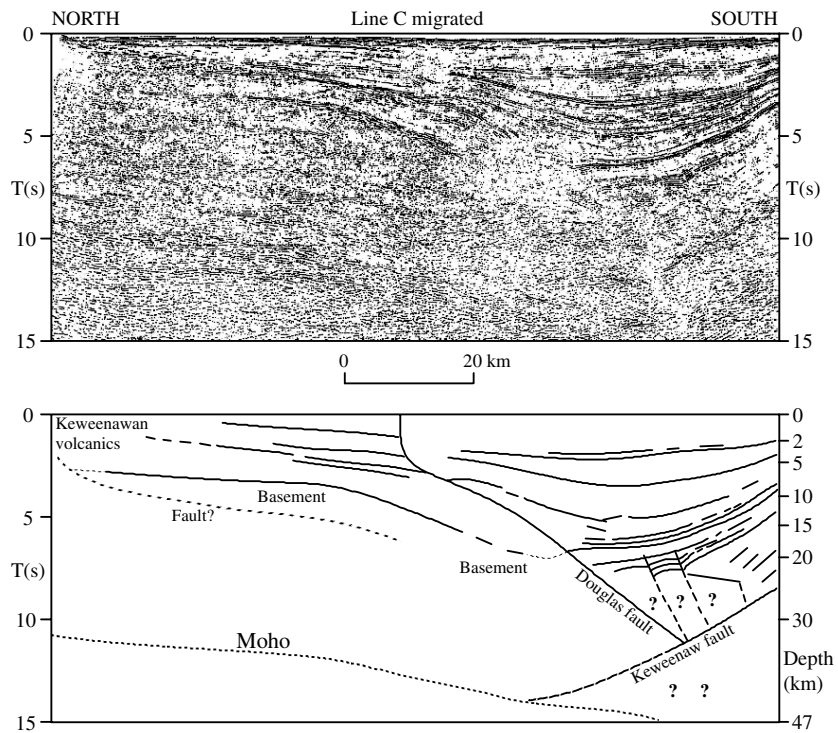 NORTH Line C migrated SOUTH
0 0
5 5
T(s) T(s)
10 10
15 15
0 20 km
0 0
Keweenawan
volcanics
2
5
Basement
10
Fault?
5
15
Basement
20
T(s)
Douglas fault
? ? ?
10
30
Moho
Keweenaw fault
Depth
(km)
? ?
15 47